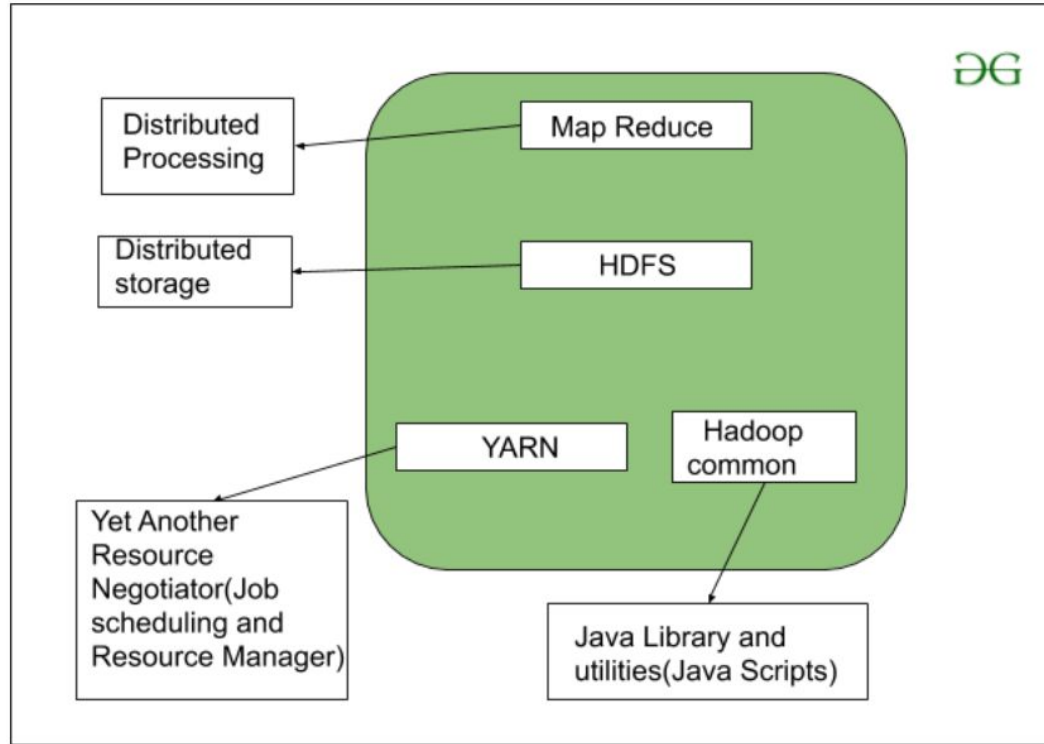 Distributed
Processing
Map Reduce
Distributed
storage
HDFS
YARN
Hadoop
common
Yet Another
Resource
Negotiator(Job
scheduling and
Resource Manager)
Java Library and
utilities(Java Scripts)